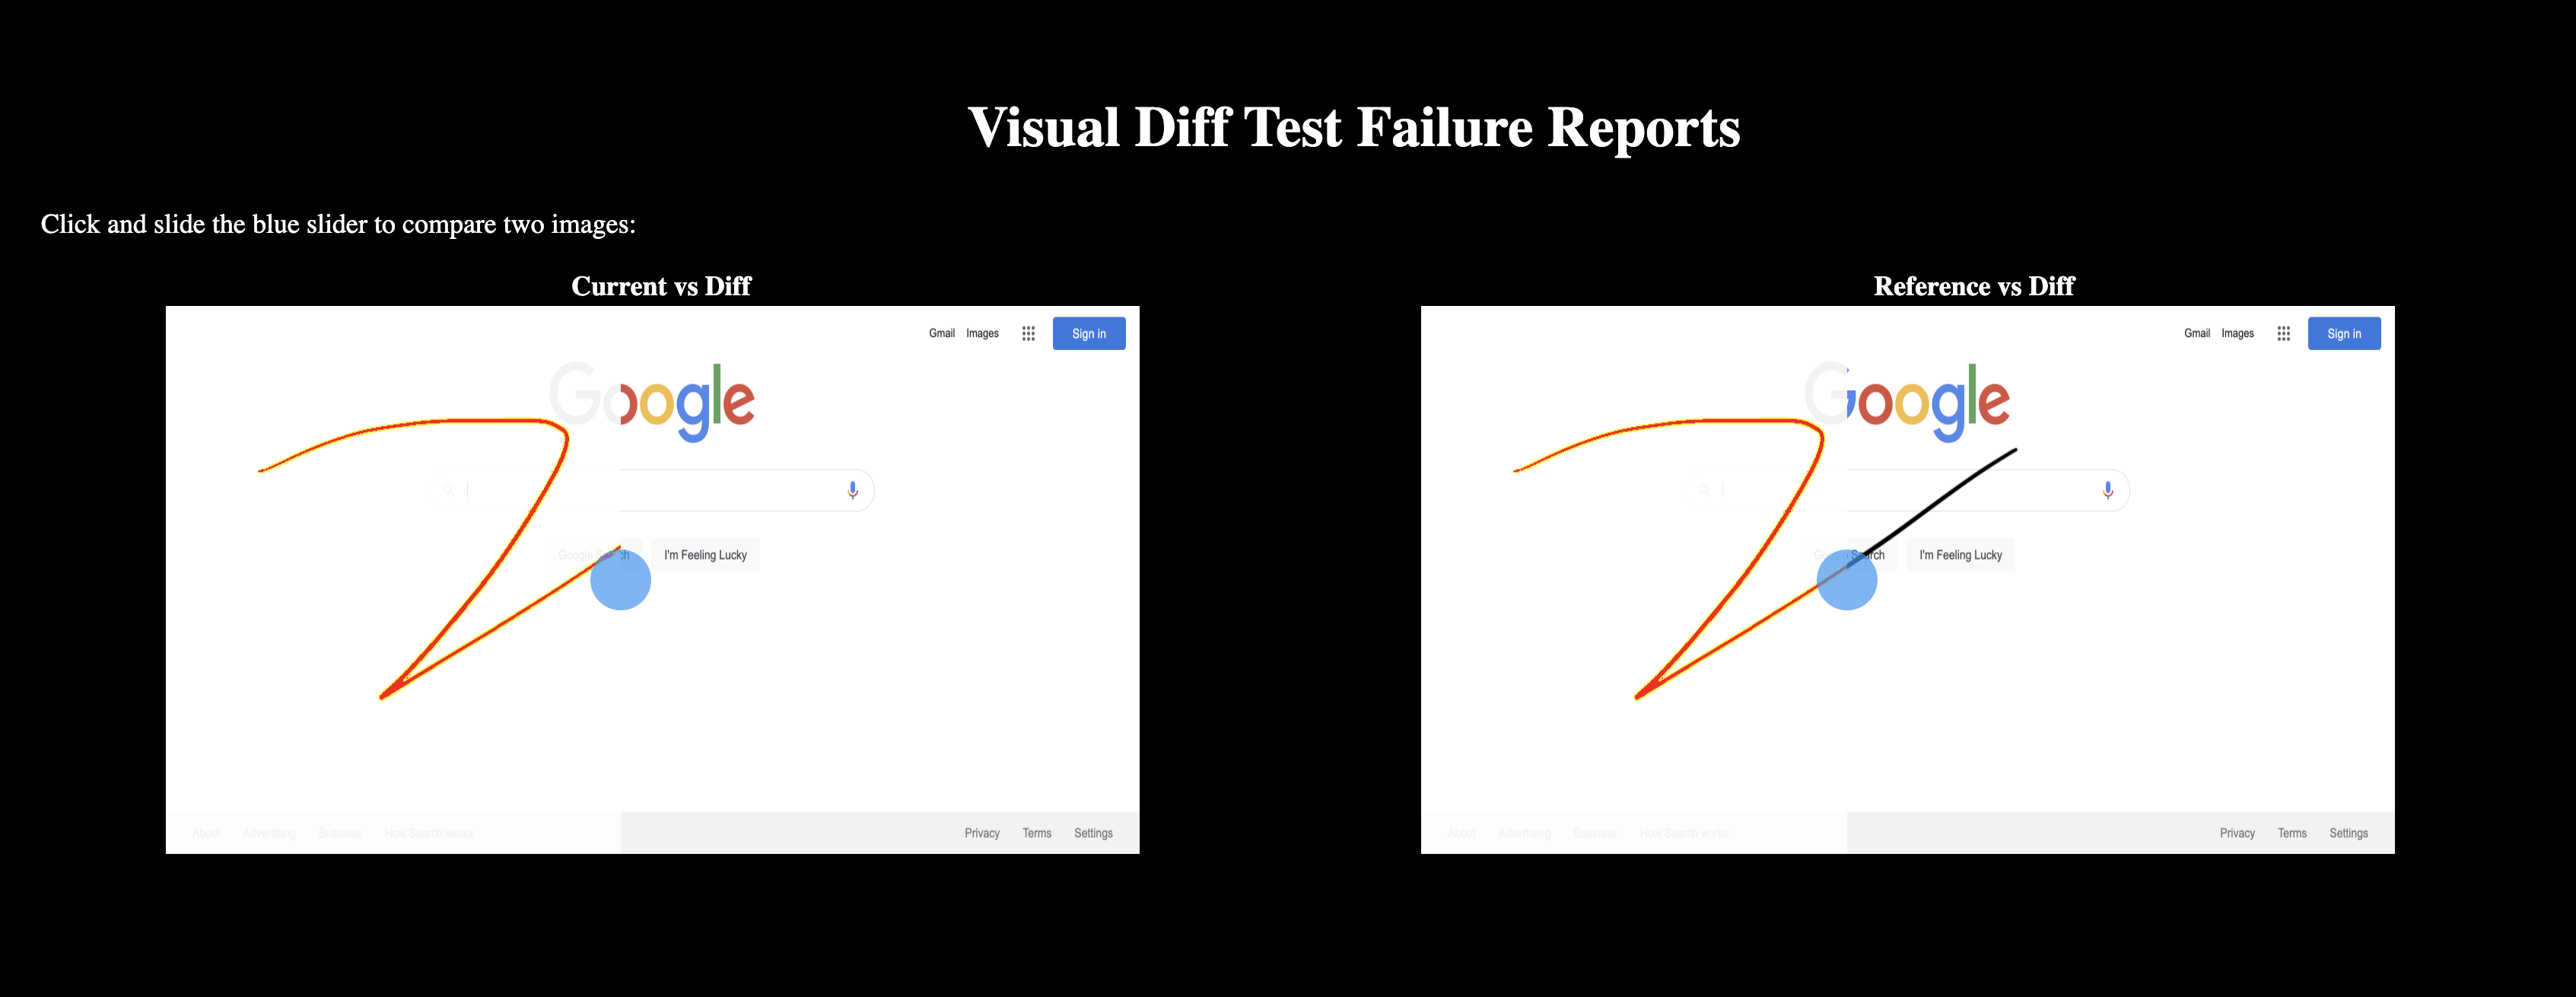 Visual Diff Test Failure Reports
Click and slide the blue slider to compare two images:
Current vs Diff
Gmail Images Sign in
Google
Google Search I'm Feeling Lucky
About Advertising Business How Search works Privacy Terms Settings
Reference vs Diff
Gmail Images Sign in
Google
Google Search I'm Feeling Lucky
About Advertising Business How Search works Privacy Terms Settings